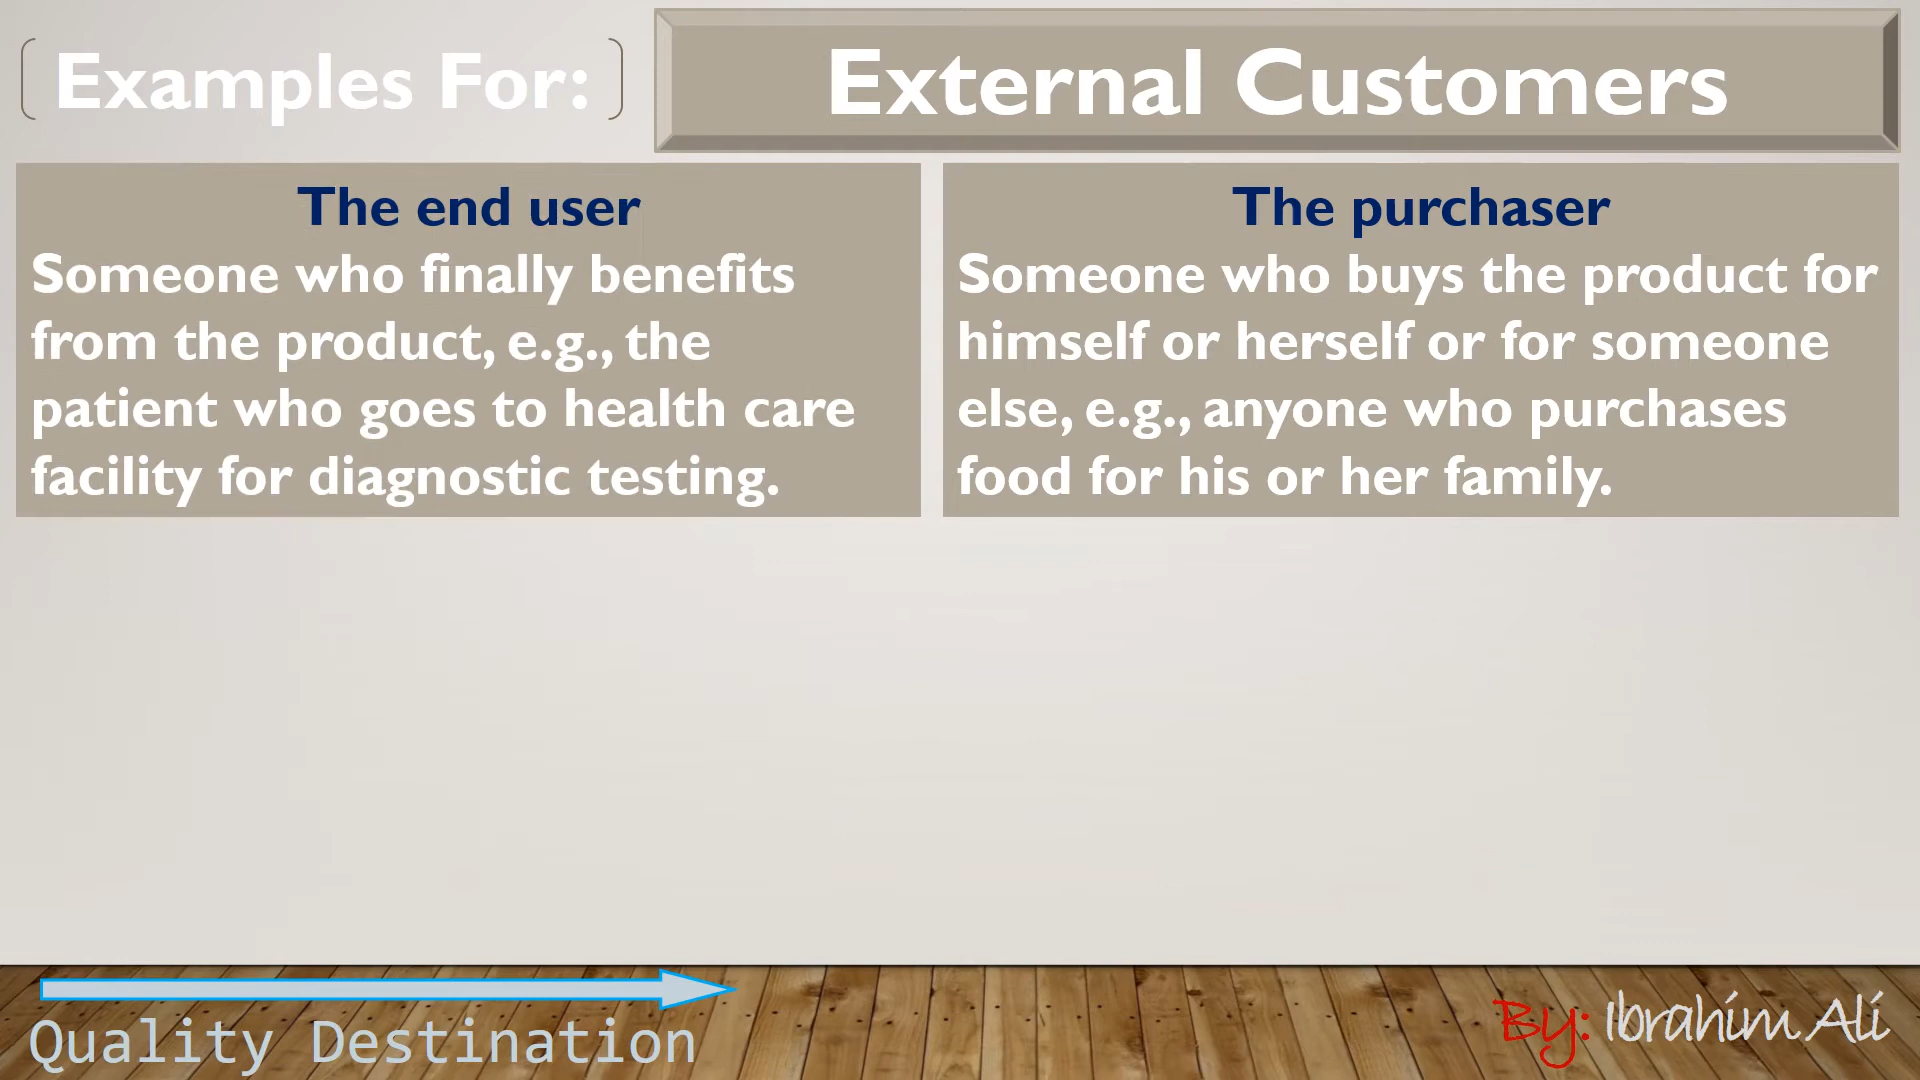 Examples For:
External Customers
The end user
Someone who finally benefits
from the product, e.g., the
patient who goes to health care
facility for diagnostic testing.
The purchaser
Someone who buys the product for
himself or herself or for someone
else, e.g., anyone who purchases
food for his or her family.
Quality Destination
By: Ibrahim Ali